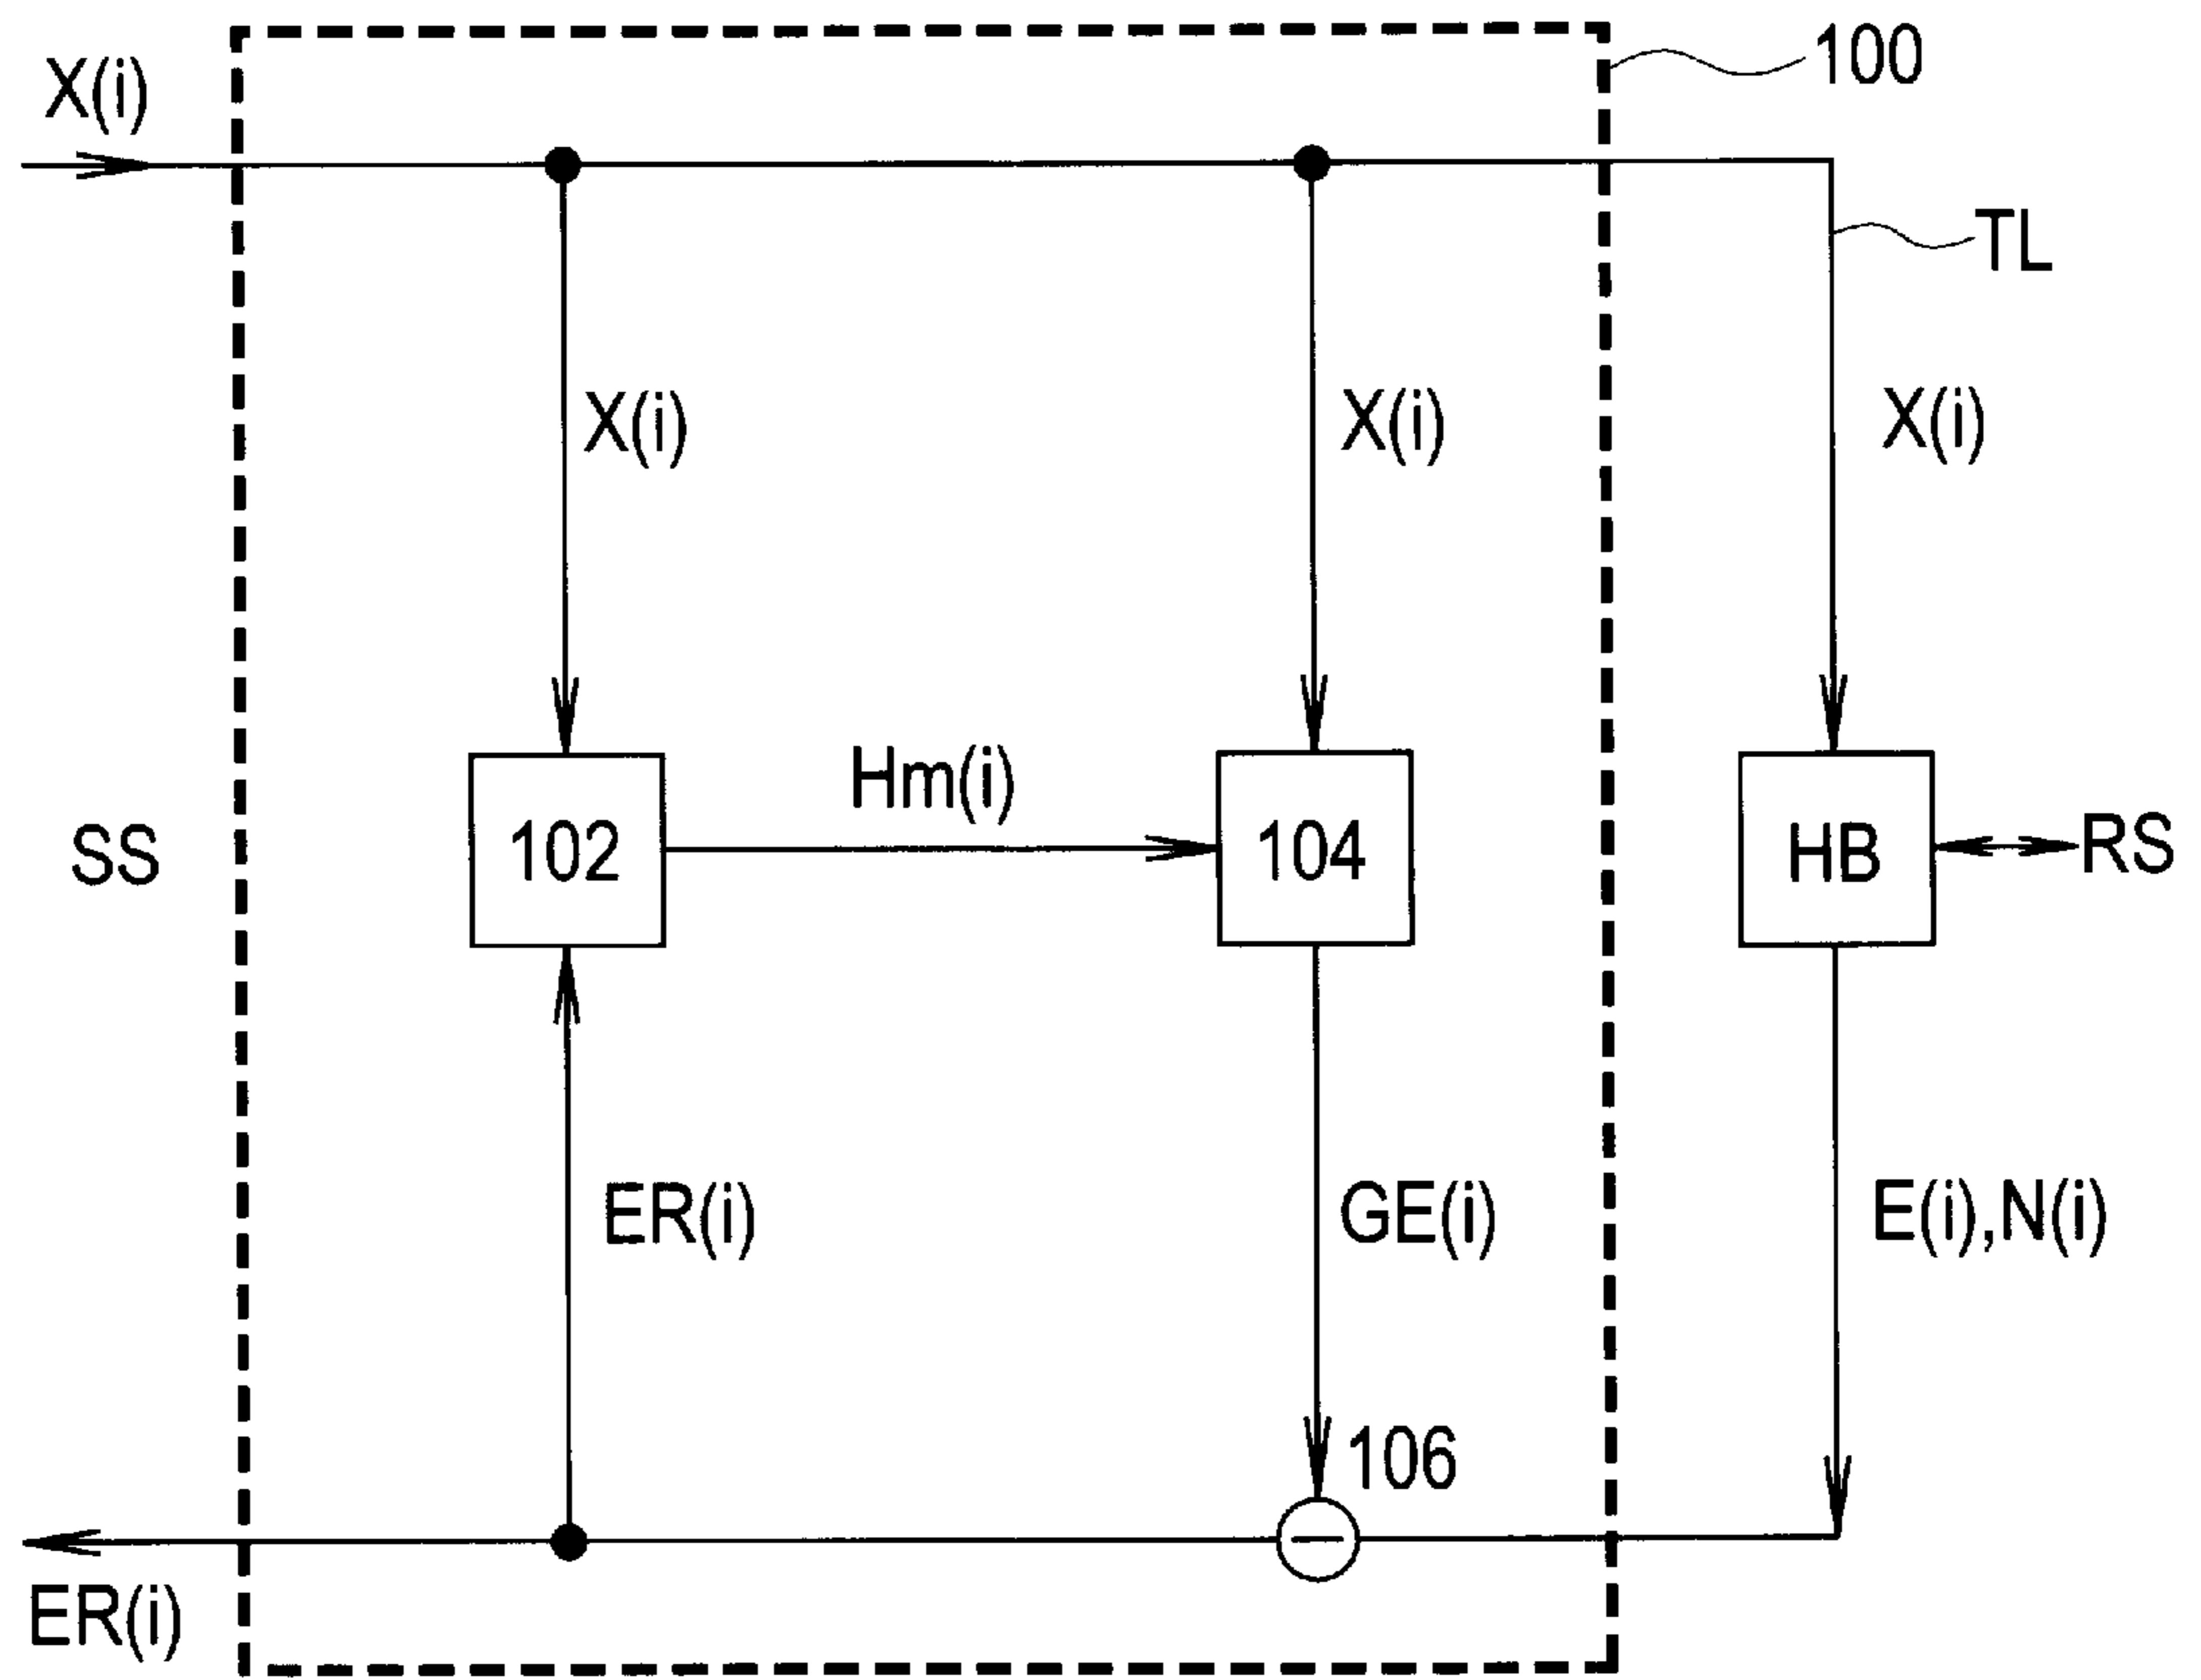 100
X(i)
TL
X(i)
X(i)
X(i)
Hm(i)
SS
102
104
HB
RS
ER(i)
GE(i)
E(i),N(i)
106
ER(i)